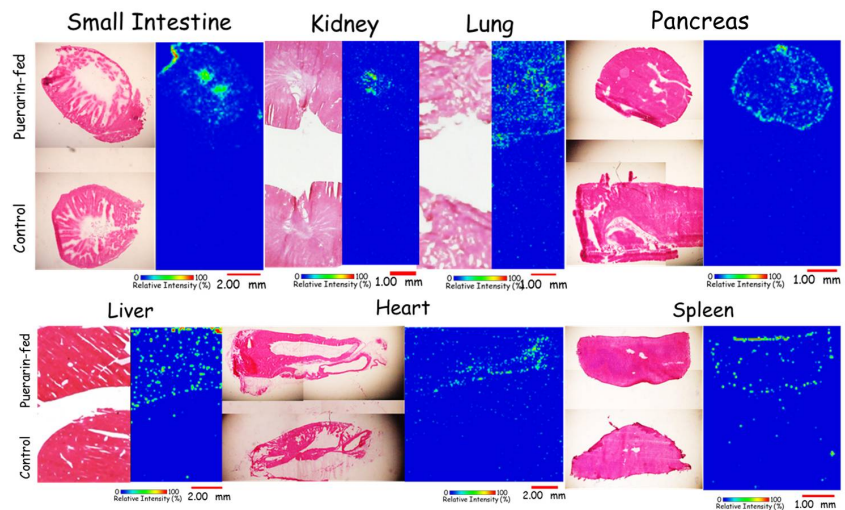 Small Intestine
Kidney
Lung
Pancreas
Puerarin-fed
Control
0 100
Relative Intensity (%)
2.00 mm
0 100
Relative Intensity (%)
1.00 mm
0 100
Relative Intensity (%)
1.00 mm
0 100
Relative Intensity (%)
1.00 mm
Liver
Heart
Spleen
Puerarin-fed
Control
0 100
Relative Intensity (%)
2.00 mm
0 100
Relative Intensity (%)
2.00 mm
0 100
Relative Intensity (%)
1.00 mm